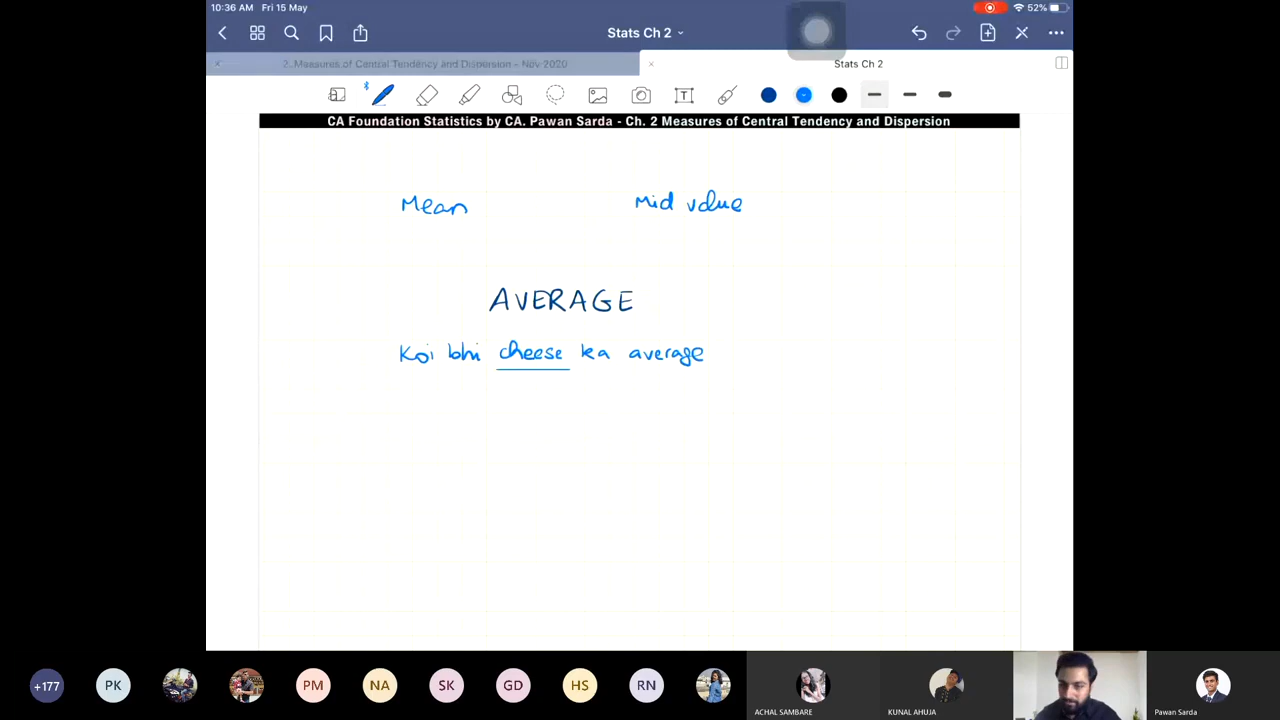 10:36 AM Fri 15 May
52%
Stats Ch 2
2. Measures of Central Tendency and Dispersion - Nov 2020
Stats Ch 2
T
CA Foundation Statistics by CA. Pawan Sarda - Ch. 2 Measures of Central Tendency and Dispersion
Mean Mid value
AVERAGE
Koi bhi cheese ka average
+177 PK PM NA SK GD HS RN
ACHAL SAMBARE KUNAL AHUJA Pawan Sarda